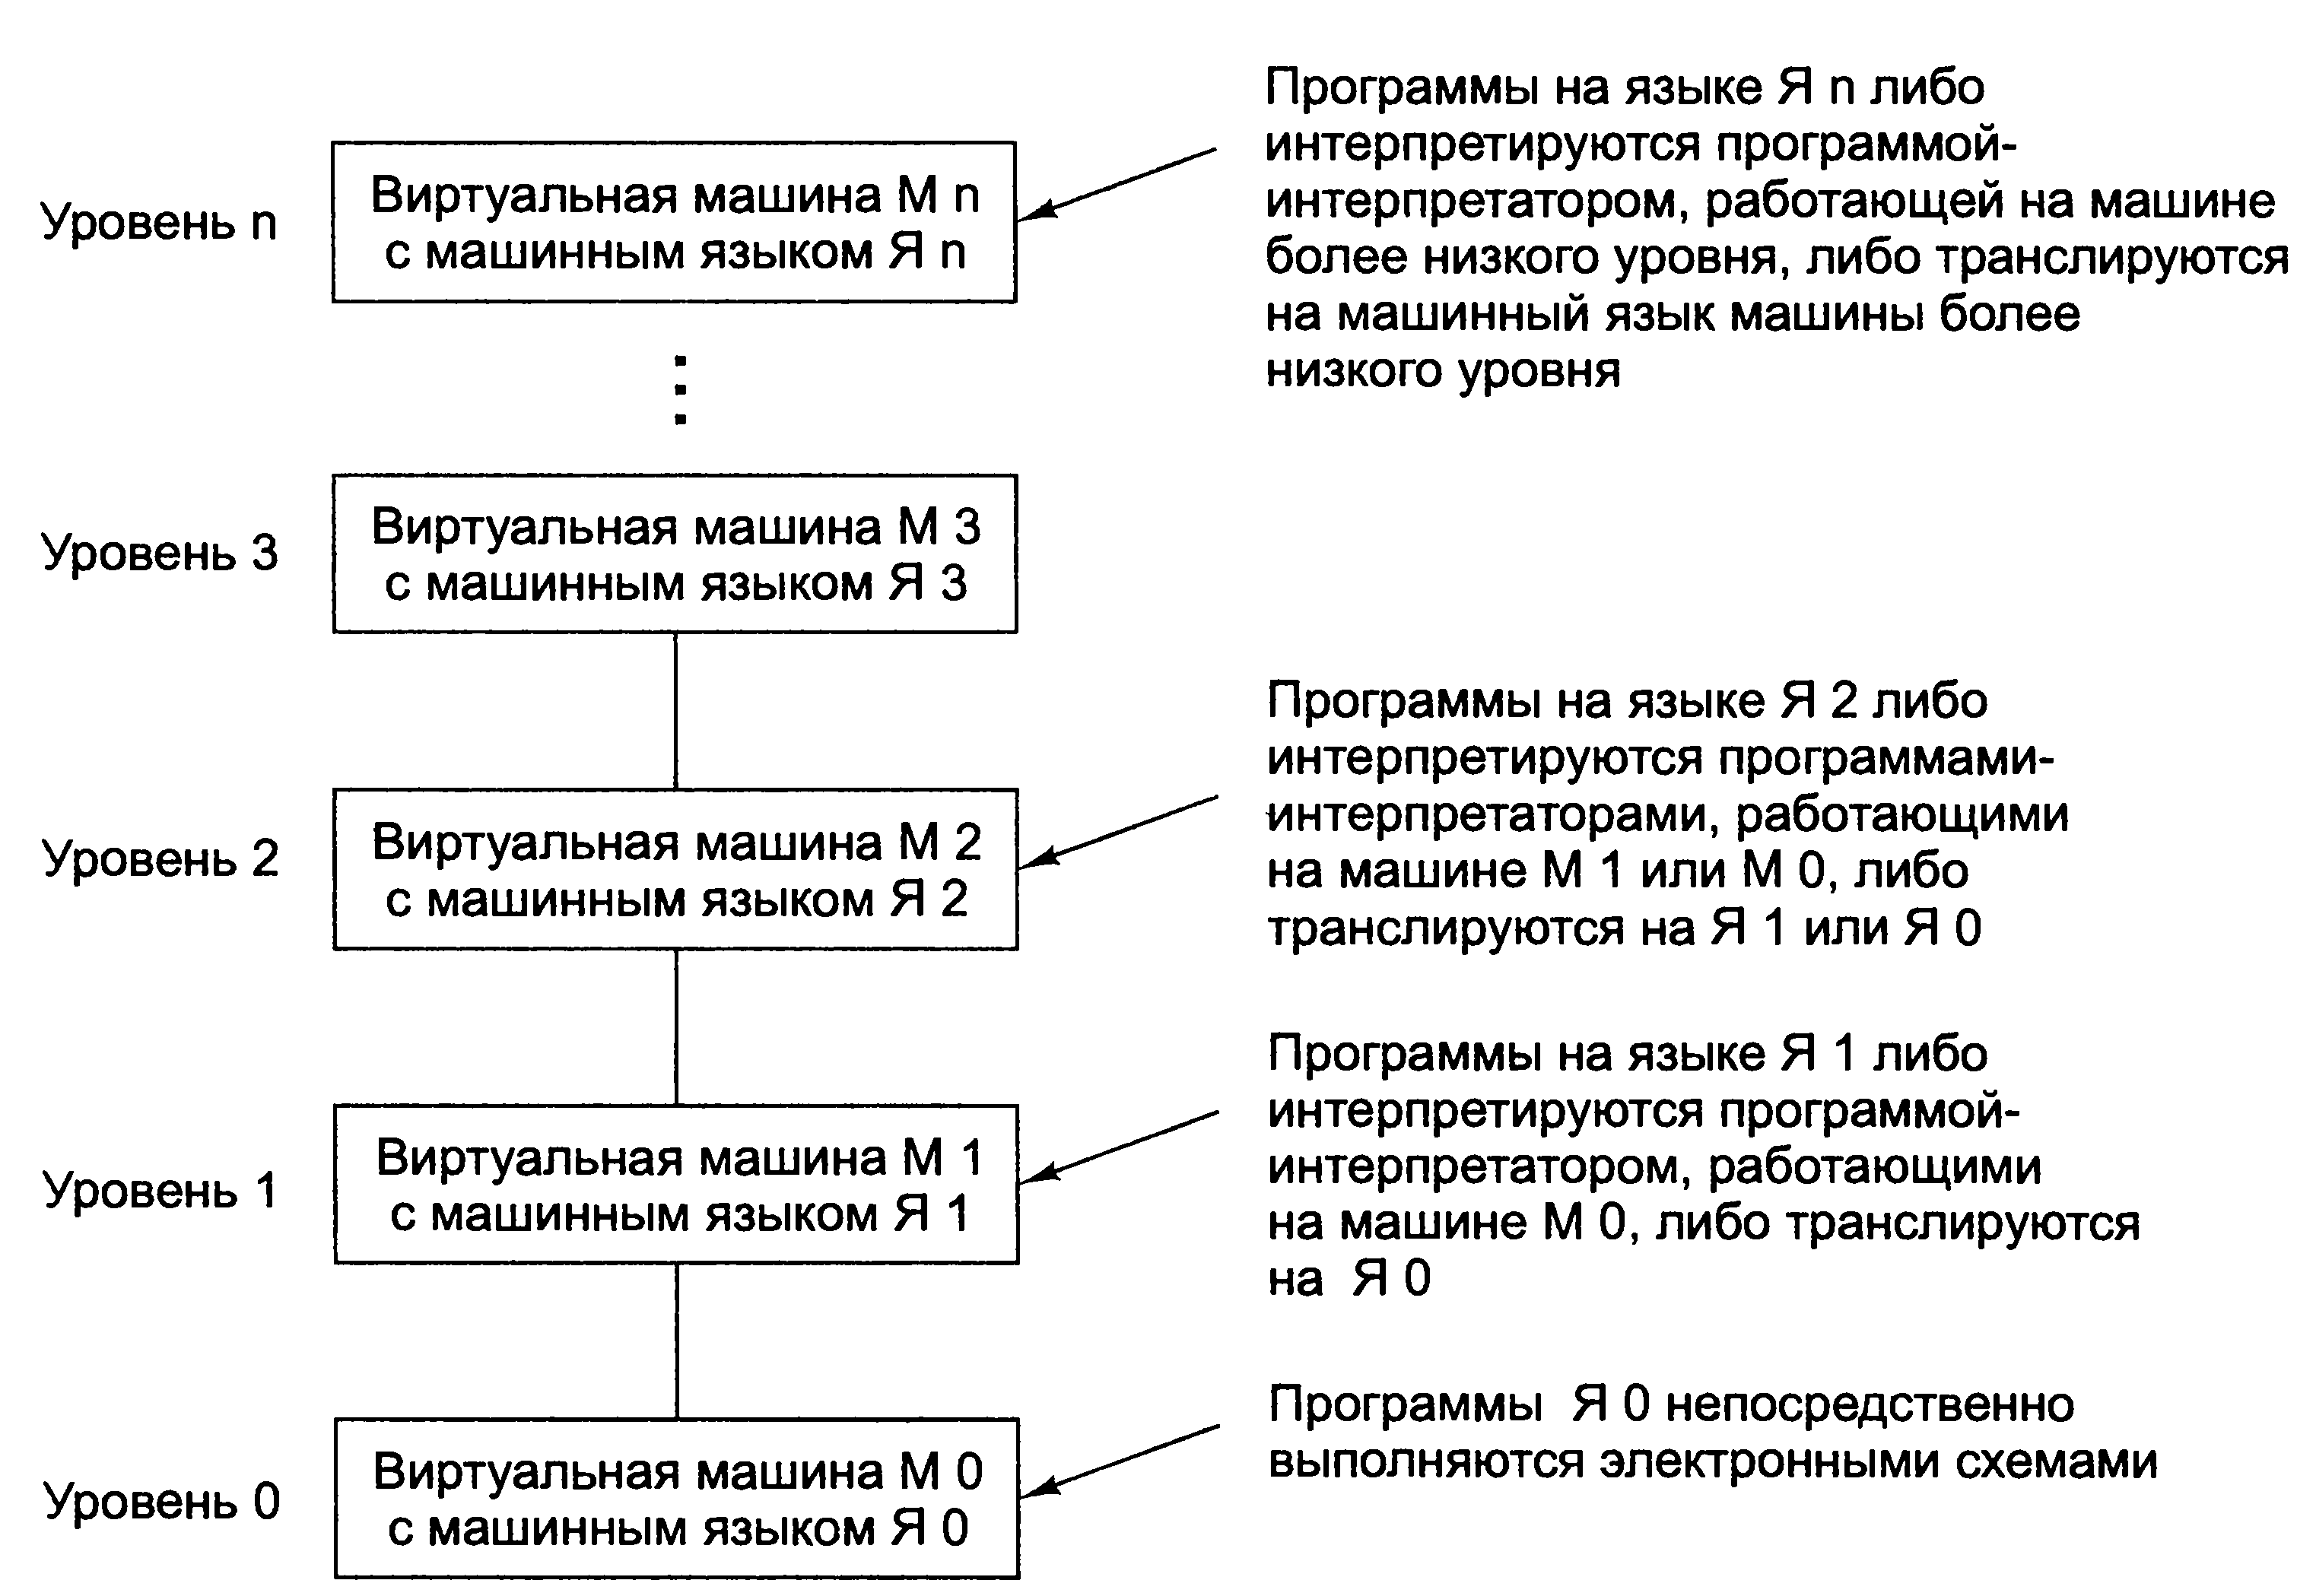 Уровень n
Виртуальная машина М n
с машинным языком Я n
Программы на языке Я n либо
интерпретируются программой-
интерпретатором, работающей на машине
более низкого уровня, либо транслируются
на машинный язык машины более
низкого уровня
Уровень 3
Виртуальная машина М 3
с машинным языком Я 3
Уровень 2
Виртуальная машина М 2
с машинным языком Я 2
Программы на языке Я 2 либо
интерпретируются программами-
интерпретаторами, работающими
на машине М 1 или М 0, либо
транслируются на Я 1 или Я 0
Уровень 1
Виртуальная машина М 1
с машинным языком Я 1
Программы на языке Я 1 либо
интерпретируются программой-
интерпретатором, работающими
на машине М 0, либо транслируются
на Я 0
Уровень 0
Виртуальная машина М 0
с машинным языком Я 0
Программы Я 0 непосредственно
выполняются электронными схемами